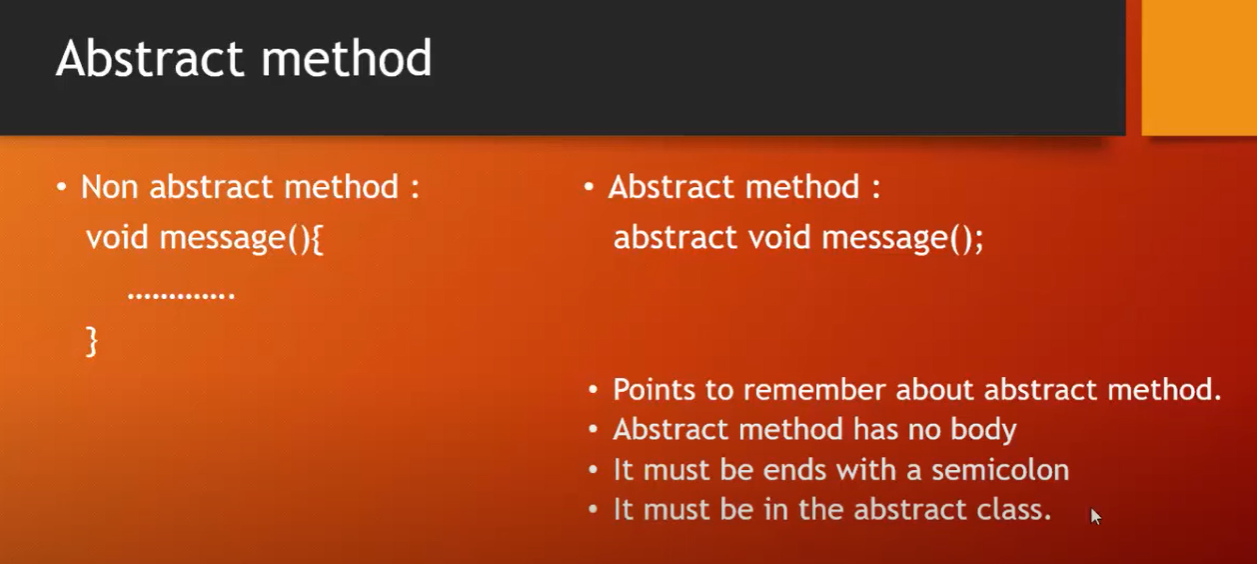 Abstract method
• Non abstract method :
void message(){
.............
}
• Abstract method :
abstract void message();
• Points to remember about abstract method.
• Abstract method has no body
• It must be ends with a semicolon
• It must be in the abstract class.